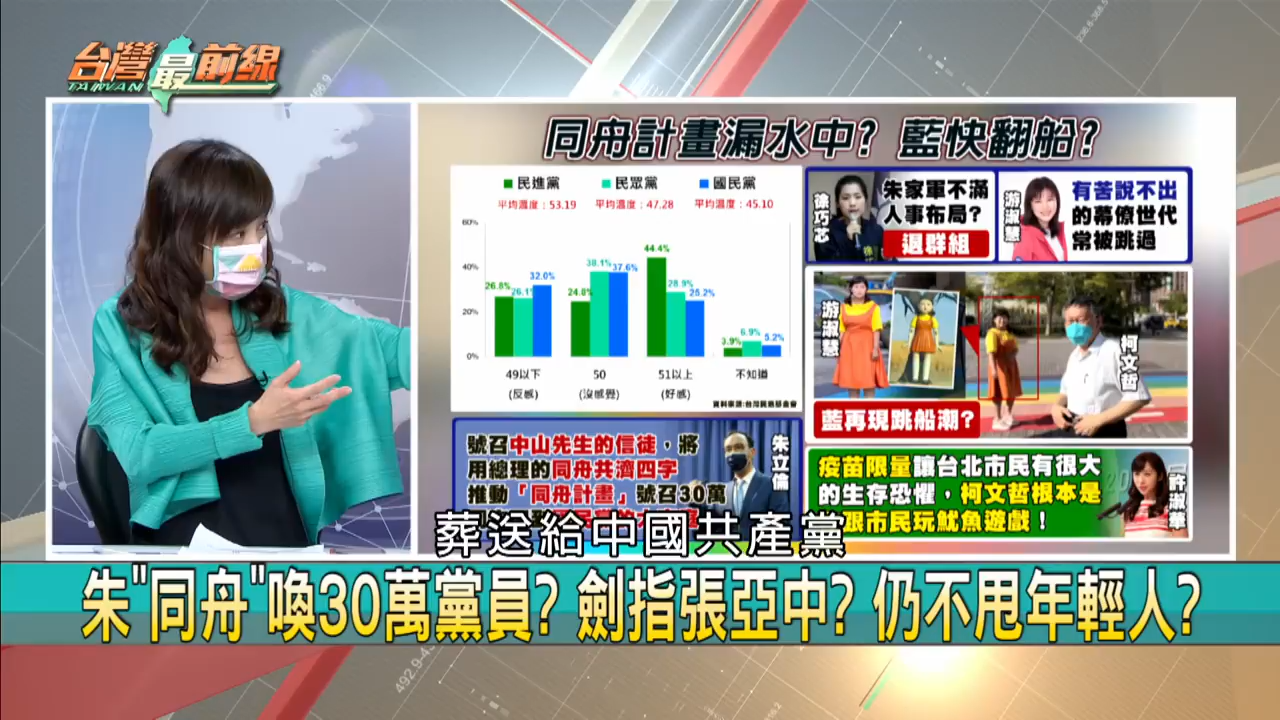 台灣最前線
TAIWAN
同舟計畫漏水中? 藍快翻船?
民進黨 民眾黨 國民黨
平均溫度:53.19 平均溫度:47.28 平均溫度:45.10
60%
40%
20%
0%
26.8% 26.1% 32.0%
24.8% 38.1% 37.6%
44.4% 28.9% 25.2%
3.9% 6.9% 5.2%
49以下 50 51以上 不知道
(反感) (沒感覺) (好感)
資料來源:台灣民意基金會
徐巧芯
朱家軍不滿
人事布局?
退群組
游淑慧
有苦說不出
的幕僚世代
常被跳過
游淑慧
柯文哲
藍再現跳船潮?
號召中山先生的信徒,將
用總理的同舟共濟四字
推動「同舟計畫」號召30萬
朱立倫
疫苗限量讓台北市民有很大
的生存恐懼,柯文哲根本是
跟市民玩魷魚遊戲!
許淑華
葬送給中國共產黨
朱"同舟"喚30萬黨員? 劍指張亞中? 仍不甩年輕人?